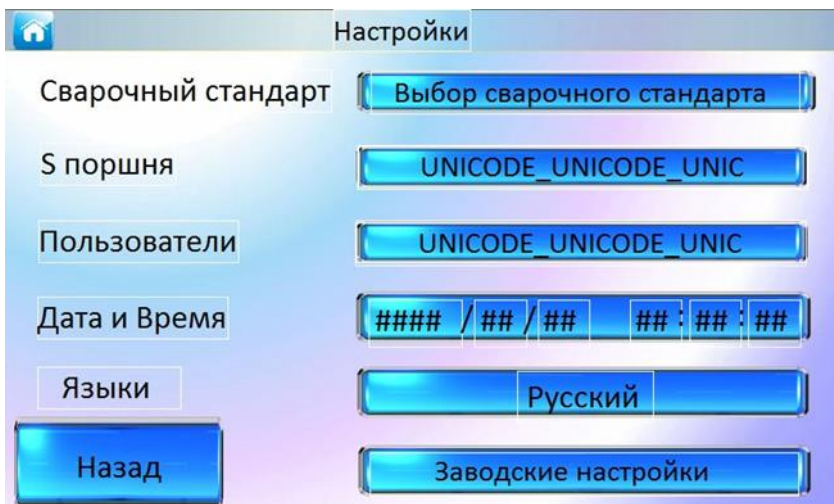 Настройки
Сварочный стандарт Выбор сварочного стандарта
S поршня UNICODE_UNICODE_UNIC
Пользователи UNICODE_UNICODE_UNIC
Дата и Время #### / ## / ## ## : ## : ##
Языки Русский
Назад Заводские настройки